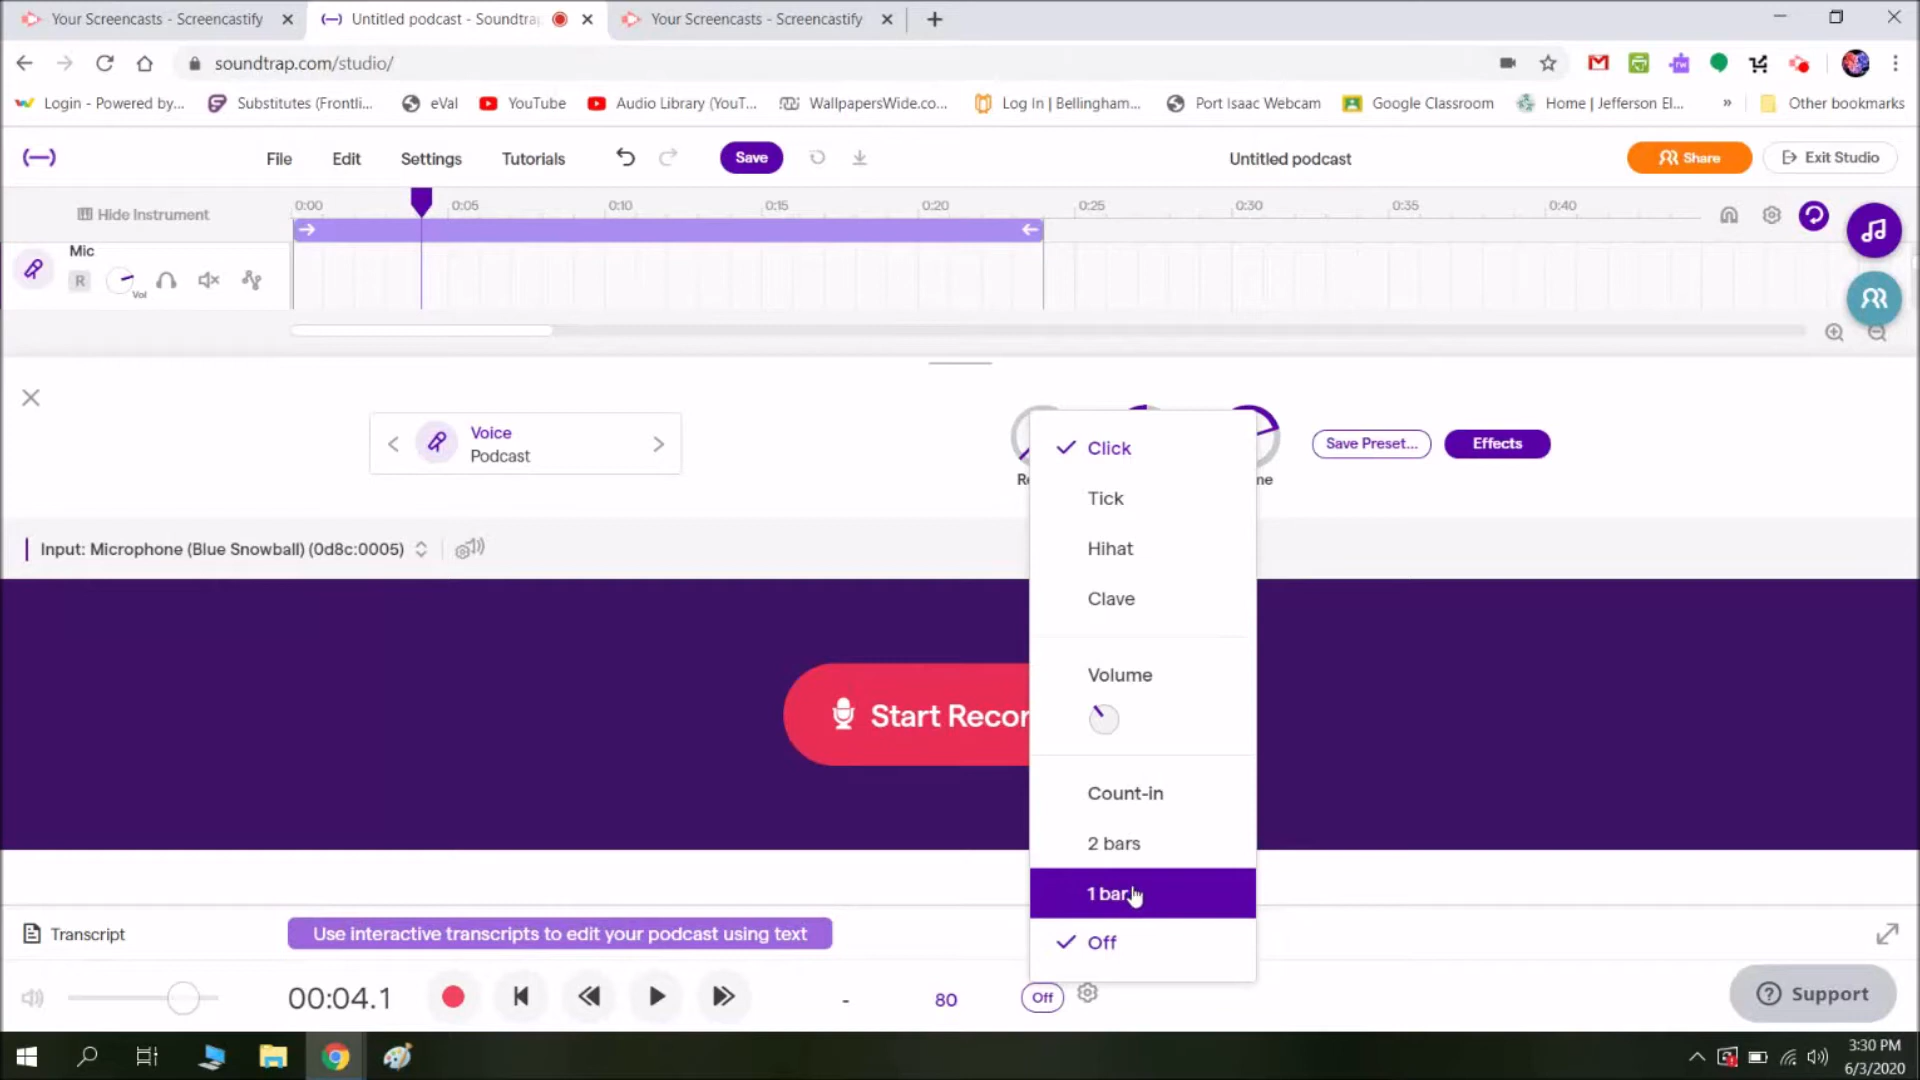 Your Screencasts - Screencastify
Untitled podcast - Soundtrap
Your Screencasts - Screencastify
soundtrap.com/studio/
Login - Powered by...
Substitutes (Frontli...
eVal
YouTube
Audio Library (YouT...
WallpapersWide.co...
Log In | Bellingham...
Port Isaac Webcam
Google Classroom
Home | Jefferson El...
»
Other bookmarks
File
Edit
Settings
Tutorials
Save
Untitled podcast
Share
Exit Studio
Hide Instrument
0:00
0:05
0:10
0:15
0:20
0:25
0:30
0:35
0:40
Mic
R
Vol
Voice
Podcast
Re
me
Save Preset...
Effects
Input: Microphone (Blue Snowball) (0d8c:0005)
Click
Tick
Hihat
Clave
Volume
Start Recor
Count-in
2 bars
1 bar
Off
Transcript
Use interactive transcripts to edit your podcast using text
00:04.1
-
80
Off
Support
3:30 PM
6/3/2020